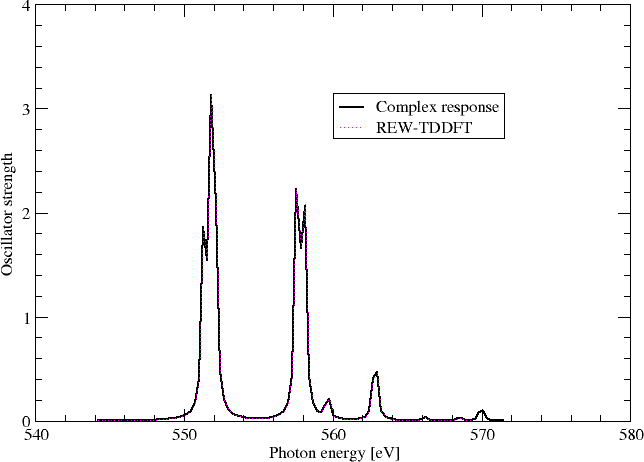 4
3
2
1
0
Oscillator strength
Complex response
REW-TDDFT
540 550 560 570 580
Photon energy [eV]